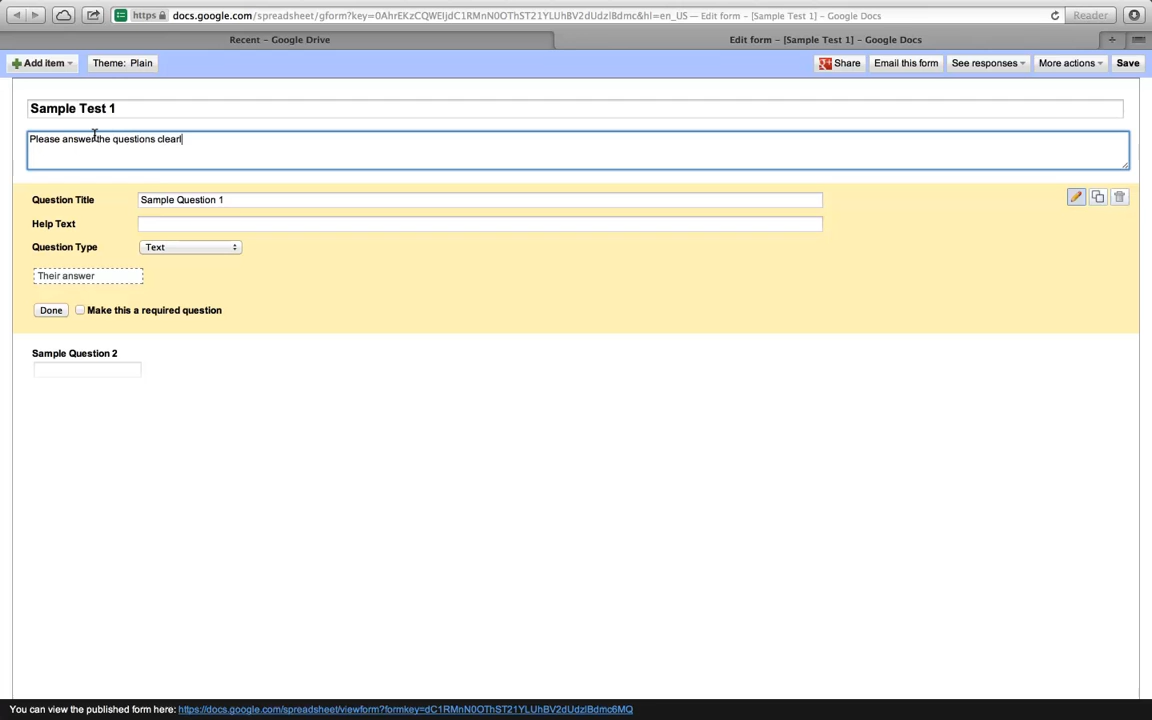 https docs.google.com/spreadsheet/gform?key=0AhrEKzCQWEIjdC1RMnN0OThST21YLUhBV2dUdzlBdmc&hl=en_US — Edit form – [Sample Test 1] – Google Docs Reader
Recent – Google Drive Edit form – [Sample Test 1] – Google Docs
Add item Theme: Plain Share Email this form See responses More actions Save
Sample Test 1
Please answer the questions clearl
Question Title Sample Question 1
Help Text
Question Type Text
Their answer
Done Make this a required question
Sample Question 2
You can view the published form here: https://docs.google.com/spreadsheet/viewform?formkey=dC1RMnN0OThST21YLUhBV2dUdzlBdmc6MQ